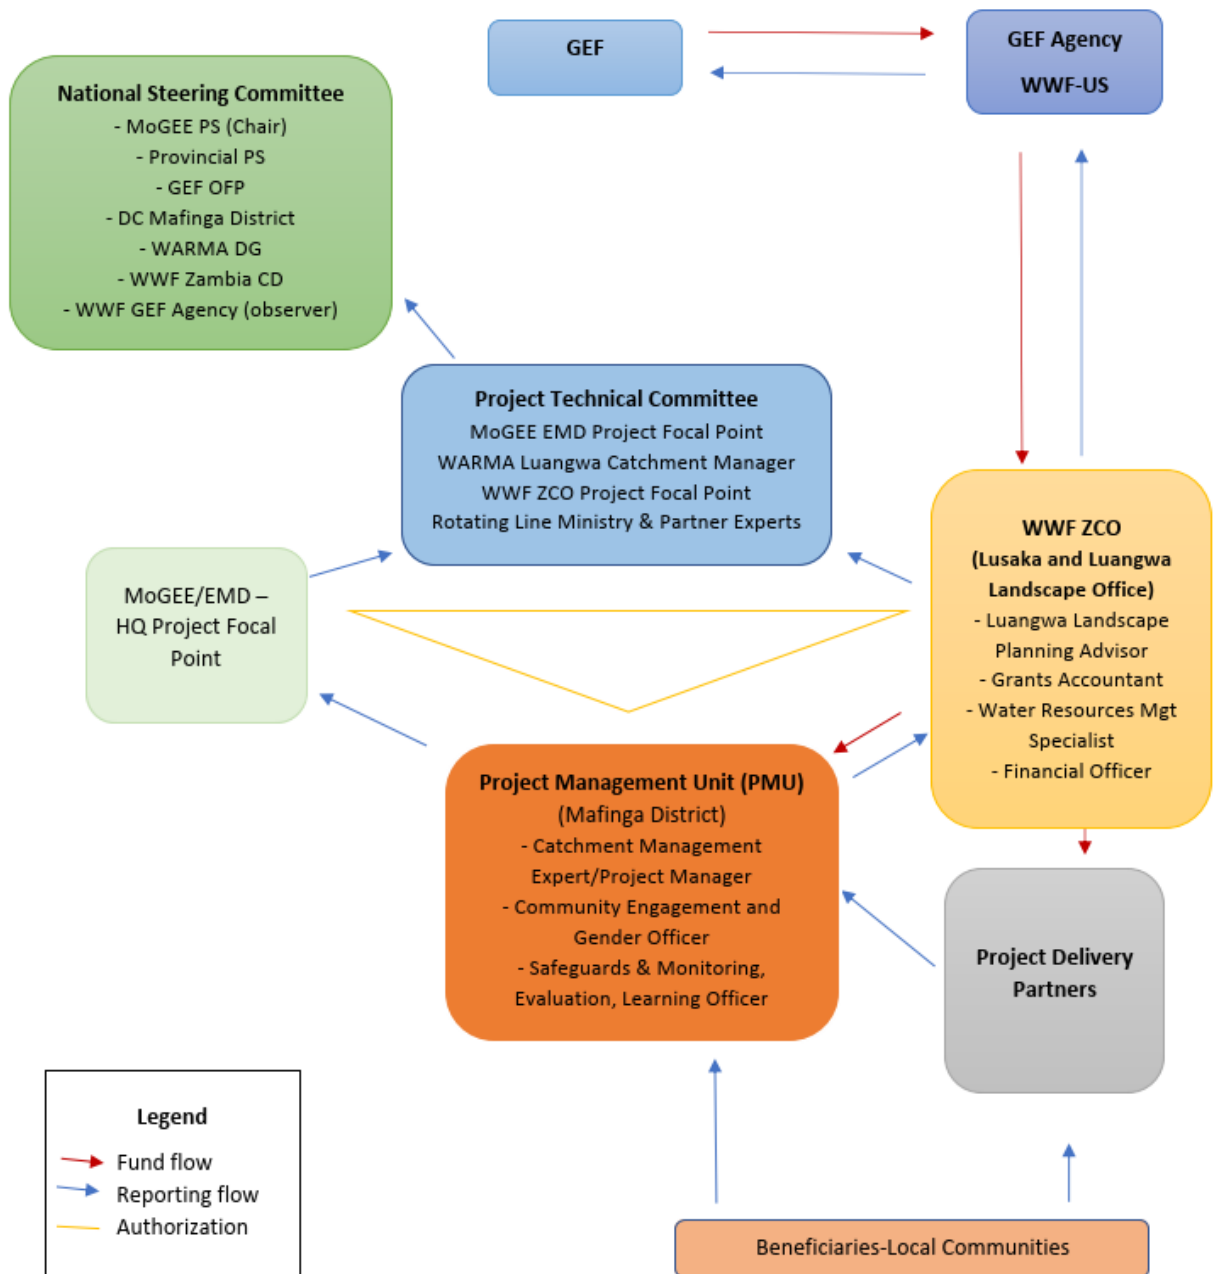 GEF
GEF Agency
WWF-US
National Steering Committee
- MoGEE PS (Chair)
- Provincial PS
- GEF OFP
- DC Mafinga District
- WARMA DG
- WWF Zambia CD
- WWF GEF Agency (observer)
Project Technical Committee
MoGEE EMD Project Focal Point
WARMA Luangwa Catchment Manager
WWF ZCO Project Focal Point
Rotating Line Ministry & Partner Experts
WWF ZCO
(Lusaka and Luangwa
Landscape Office)
- Luangwa Landscape
Planning Advisor
- Grants Accountant
- Water Resources Mgt
Specialist
- Financial Officer
MoGEE/EMD –
HQ Project Focal
Point
Project Management Unit (PMU)
(Mafinga District)
- Catchment Management
Expert/Project Manager
- Community Engagement and
Gender Officer
- Safeguards & Monitoring,
Evaluation, Learning Officer
Project Delivery
Partners
Legend
Fund flow
Reporting flow
Authorization
Beneficiaries-Local Communities